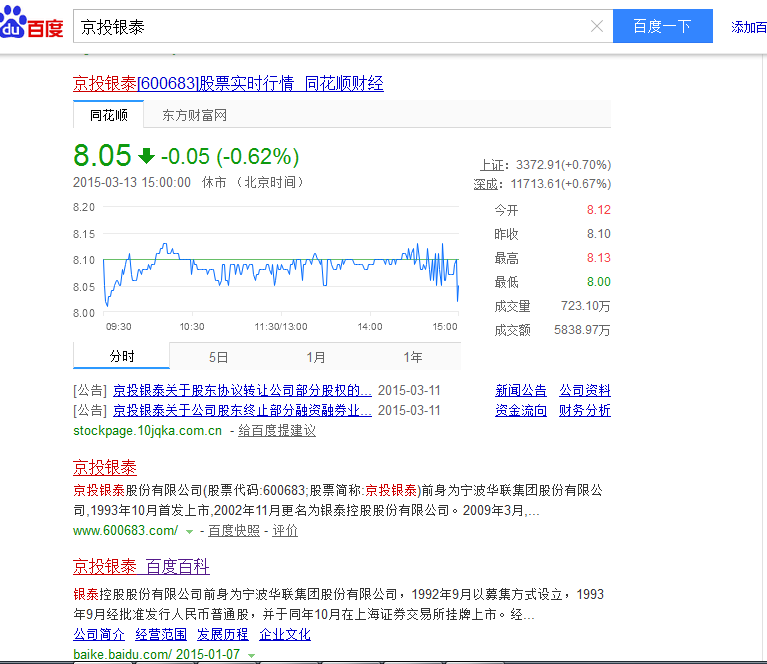 du 百度 京投银泰 百度一下 添加百
京投银泰[600683]股票实时行情_同花顺财经
同花顺 东方财富网
8.05 -0.05 (-0.62%)
上证：3372.91(+0.70%)
2015-03-13 15:00:00 休市 （北京时间）
深成：11713.61(+0.67%)
8.20
8.15
8.10
8.05
8.00
09:30 10:30 11:30/13:00 14:00 15:00
今开 8.12
昨收 8.10
最高 8.13
最低 8.00
成交量 723.10万
成交额 5838.97万
分时 5日 1月 1年
[公告] 京投银泰关于股东协议转让公司部分股权的... 2015-03-11 新闻公告 公司资料
[公告] 京投银泰关于公司股东终止部分融资融券业... 2015-03-11 资金流向 财务分析
stockpage.10jqka.com.cn - 给百度提建议
京投银泰
京投银泰股份有限公司(股票代码:600683;股票简称:京投银泰)前身为宁波华联集团股份有限公
司,1993年10月首发上市,2002年11月更名为银泰控股股份有限公司。2009年3月,...
www.600683.com/ - 百度快照 - 评价
京投银泰_百度百科
银泰控股股份有限公司前身为宁波华联集团股份有限公司，1992年9月以募集方式设立，1993
年9月经批准发行人民币普通股，并于同年10月在上海证券交易所挂牌上市。经...
公司简介 经营范围 发展历程 企业文化
baike.baidu.com/ 2015-01-07